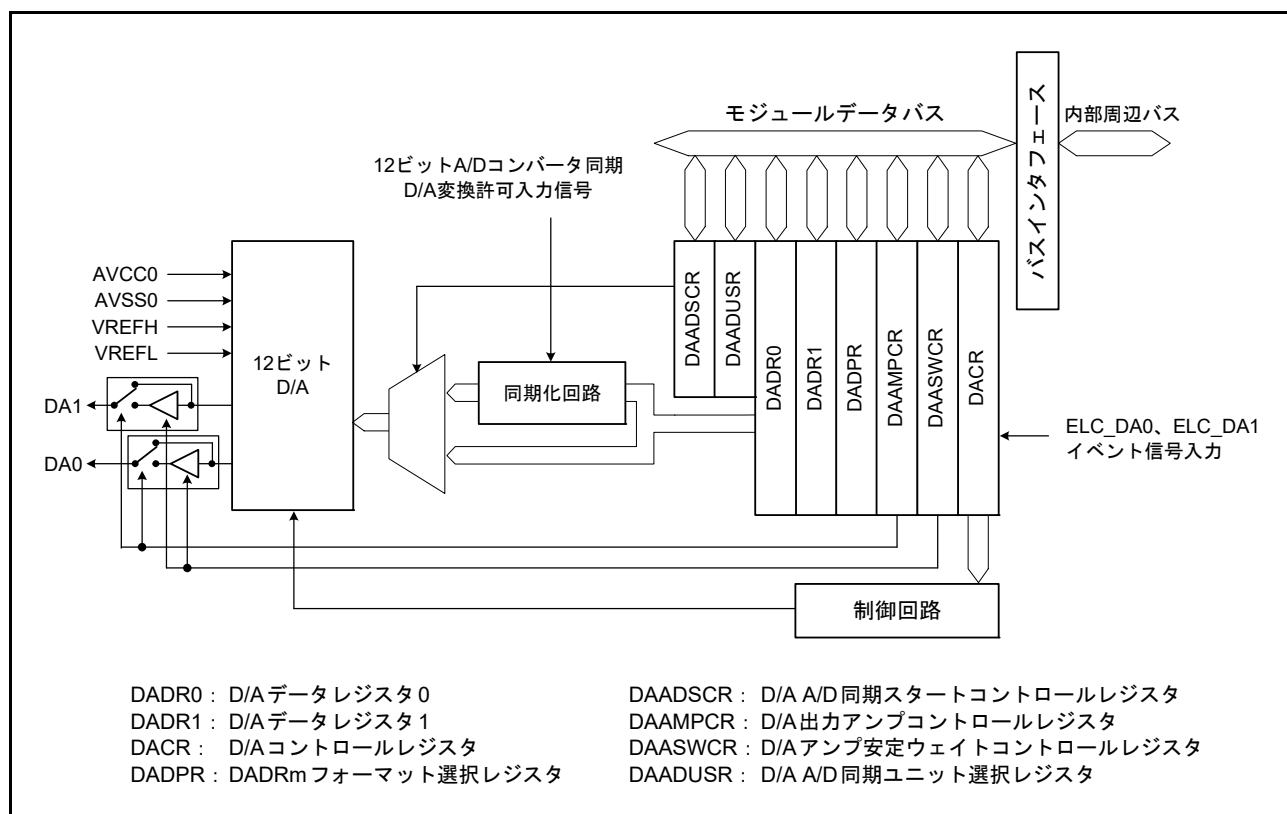 モジュールデータバス
バスインタフェース
内部周辺バス
12ビットA/Dコンバータ同期
D/A変換許可入力信号
AVCC0
AVSS0
VREFH
VREFL
12ビット
D/A
同期化回路
DAADSCR
DAADUSR
DADR0
DADR1
DADPR
DAAMPCR
DAASWCR
DACR
DA1
DA0
ELC_DA0、ELC_DA1
イベント信号入力
制御回路
DADR0： D/Aデータレジスタ0
DADR1： D/Aデータレジスタ1
DACR： D/Aコントロールレジスタ
DADPR： DADRmフォーマット選択レジスタ
DAADSCR： D/A A/D同期スタートコントロールレジスタ
DAAMPCR： D/A出力アンプコントロールレジスタ
DAASWCR： D/Aアンプ安定ウェイトコントロールレジスタ
DAADUSR： D/A A/D同期ユニット選択レジスタ